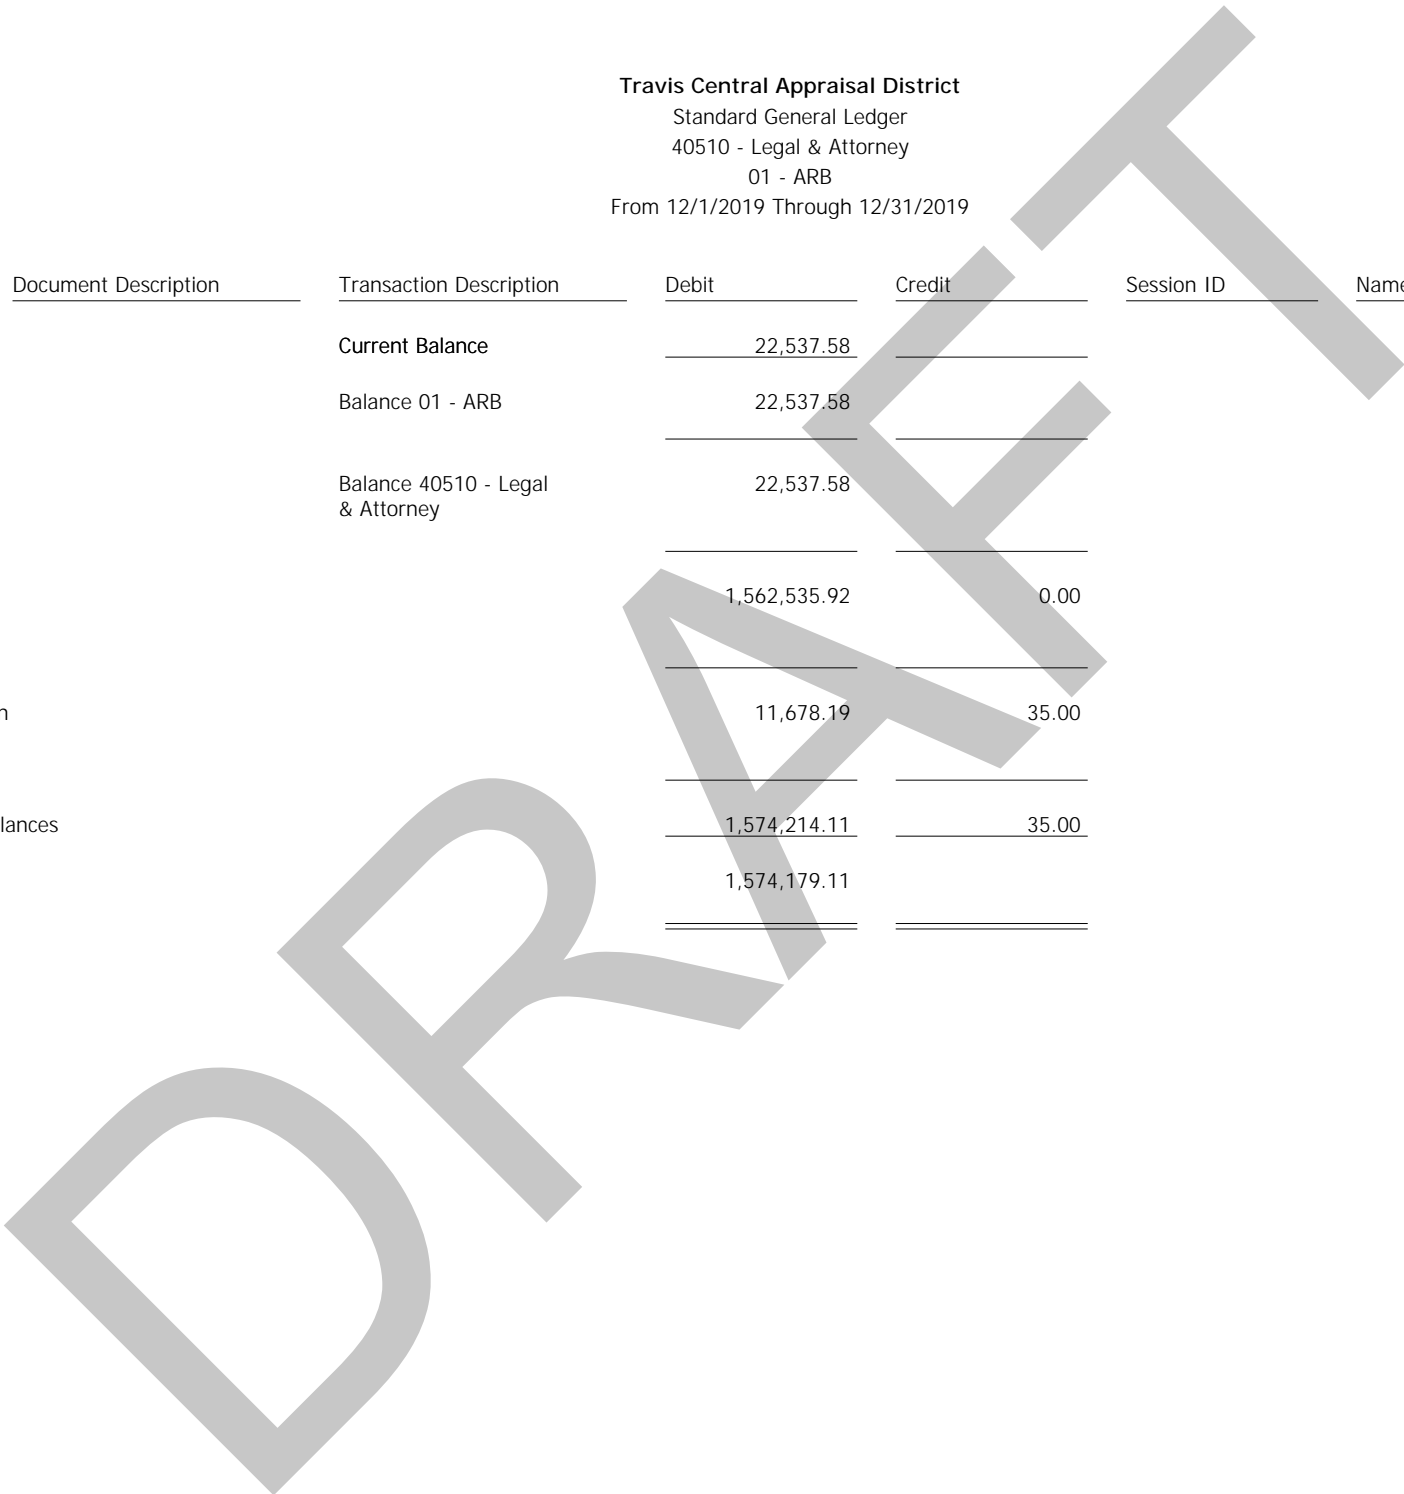 Travis Central Appraisal District
Standard General Ledger
40510 - Legal & Attorney
01 - ARB
From 12/1/2019 Through 12/31/2019
Document Description Transaction Description Debit Credit Session ID Name
Current Balance 22,537.58
Balance 01 - ARB 22,537.58
Balance 40510 - Legal 22,537.58
& Attorney
1,562,535.92 0.00
n 11,678.19 35.00
lances 1,574,214.11 35.00
1,574,179.11
DRAFT